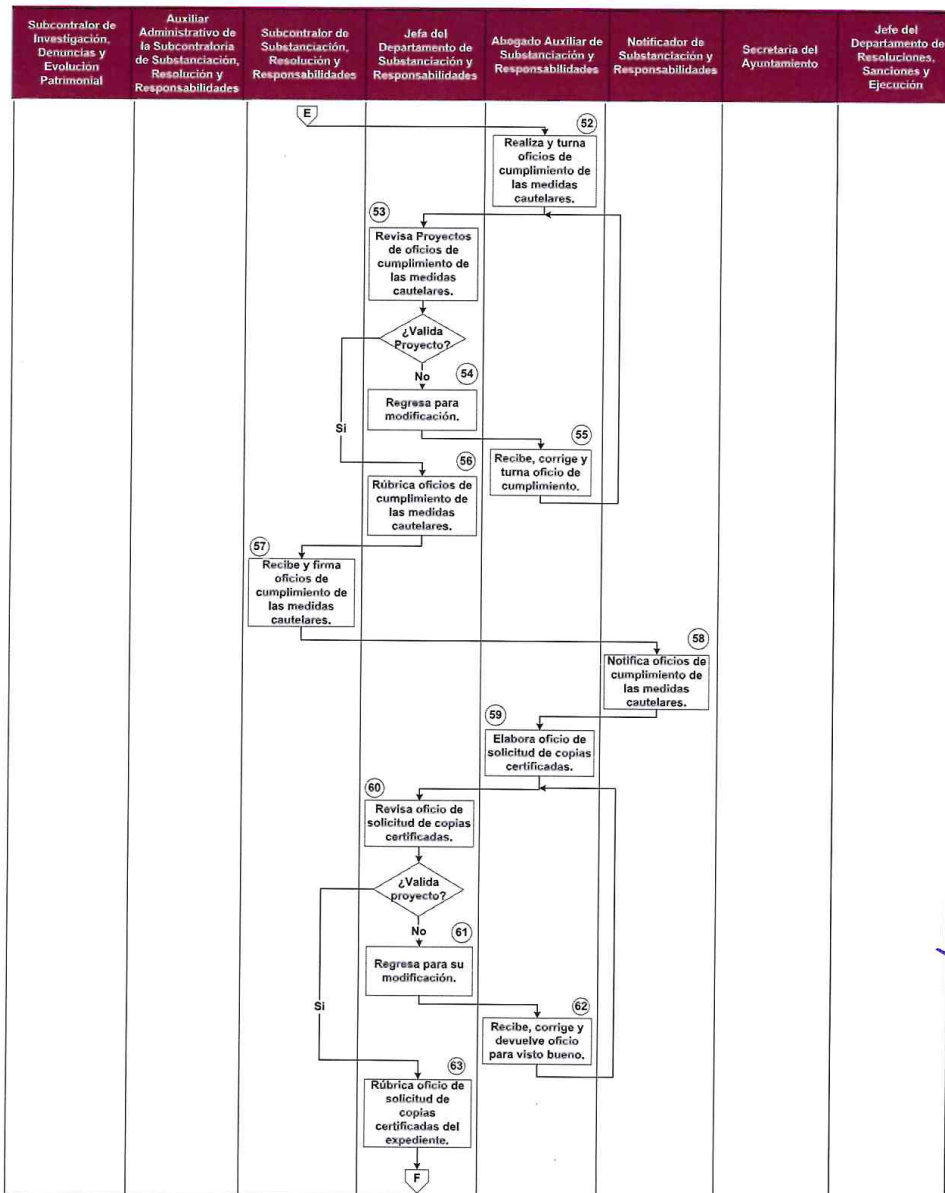 Subcontralor de
Investigación,
Denuncias y
Evolución
Patrimonial
Auxiliar
Administrativo de
la Subcontraloría
de Substanciación,
Resolución y
Responsabilidades
Subcontralor de
Substanciación,
Resolución y
Responsabilidades
Jefa del
Departamento de
Substanciación y
Responsabilidades
Abogado Auxiliar de
Substanciación y
Responsabilidades
Notificador de
Substanciación y
Responsabilidades
Secretaria del
Ayuntamiento
Jefe del
Departamento de
Resoluciones,
Sanciones y
Ejecución
E
52
Realiza y turna
oficios de
cumplimiento de
las medidas
cautelares.
53
Revisa Proyectos
de oficios de
cumplimiento de
las medidas
cautelares.
¿Valida
Proyecto?
No
54
Regresa para
modificación.
Si
55
Recibe, corrige y
turna oficio de
cumplimiento.
56
Rúbrica oficios de
cumplimiento de
las medidas
cautelares.
57
Recibe y firma
oficios de
cumplimiento de
las medidas
cautelares.
58
Notifica oficios de
cumplimiento de
las medidas
cautelares.
59
Elabora oficio de
solicitud de copias
certificadas.
60
Revisa oficio de
solicitud de copias
certificadas.
¿Valida
proyecto?
No
61
Regresa para su
modificación.
Si
62
Recibe, corrige y
devuelve oficio
para visto bueno.
63
Rúbrica oficio de
solicitud de
copias
certificadas del
expediente.
F